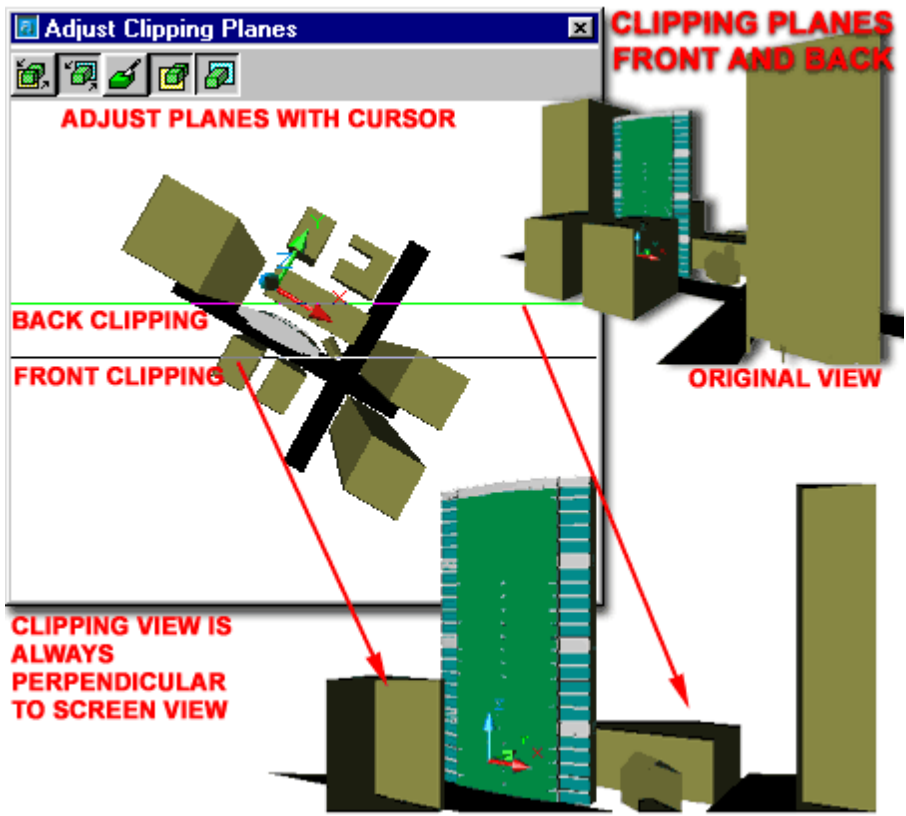 Adjust Clipping Planes
CLIPPING PLANES
FRONT AND BACK
ADJUST PLANES WITH CURSOR
Y
X
BACK CLIPPING
FRONT CLIPPING
ORIGINAL VIEW
CLIPPING VIEW IS
ALWAYS
PERPENDICULAR
TO SCREEN VIEW
X